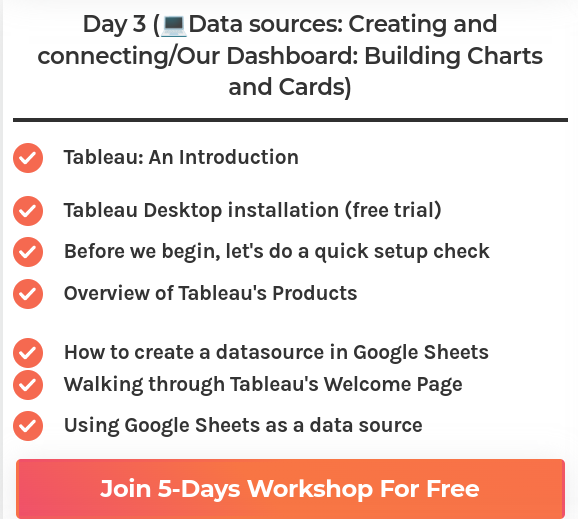 Day 3 (💻Data sources: Creating and
connecting/Our Dashboard: Building Charts
and Cards)
Tableau: An Introduction
Tableau Desktop installation (free trial)
Before we begin, let's do a quick setup check
Overview of Tableau's Products
How to create a datasource in Google Sheets
Walking through Tableau's Welcome Page
Using Google Sheets as a data source
Join 5-Days Workshop For Free